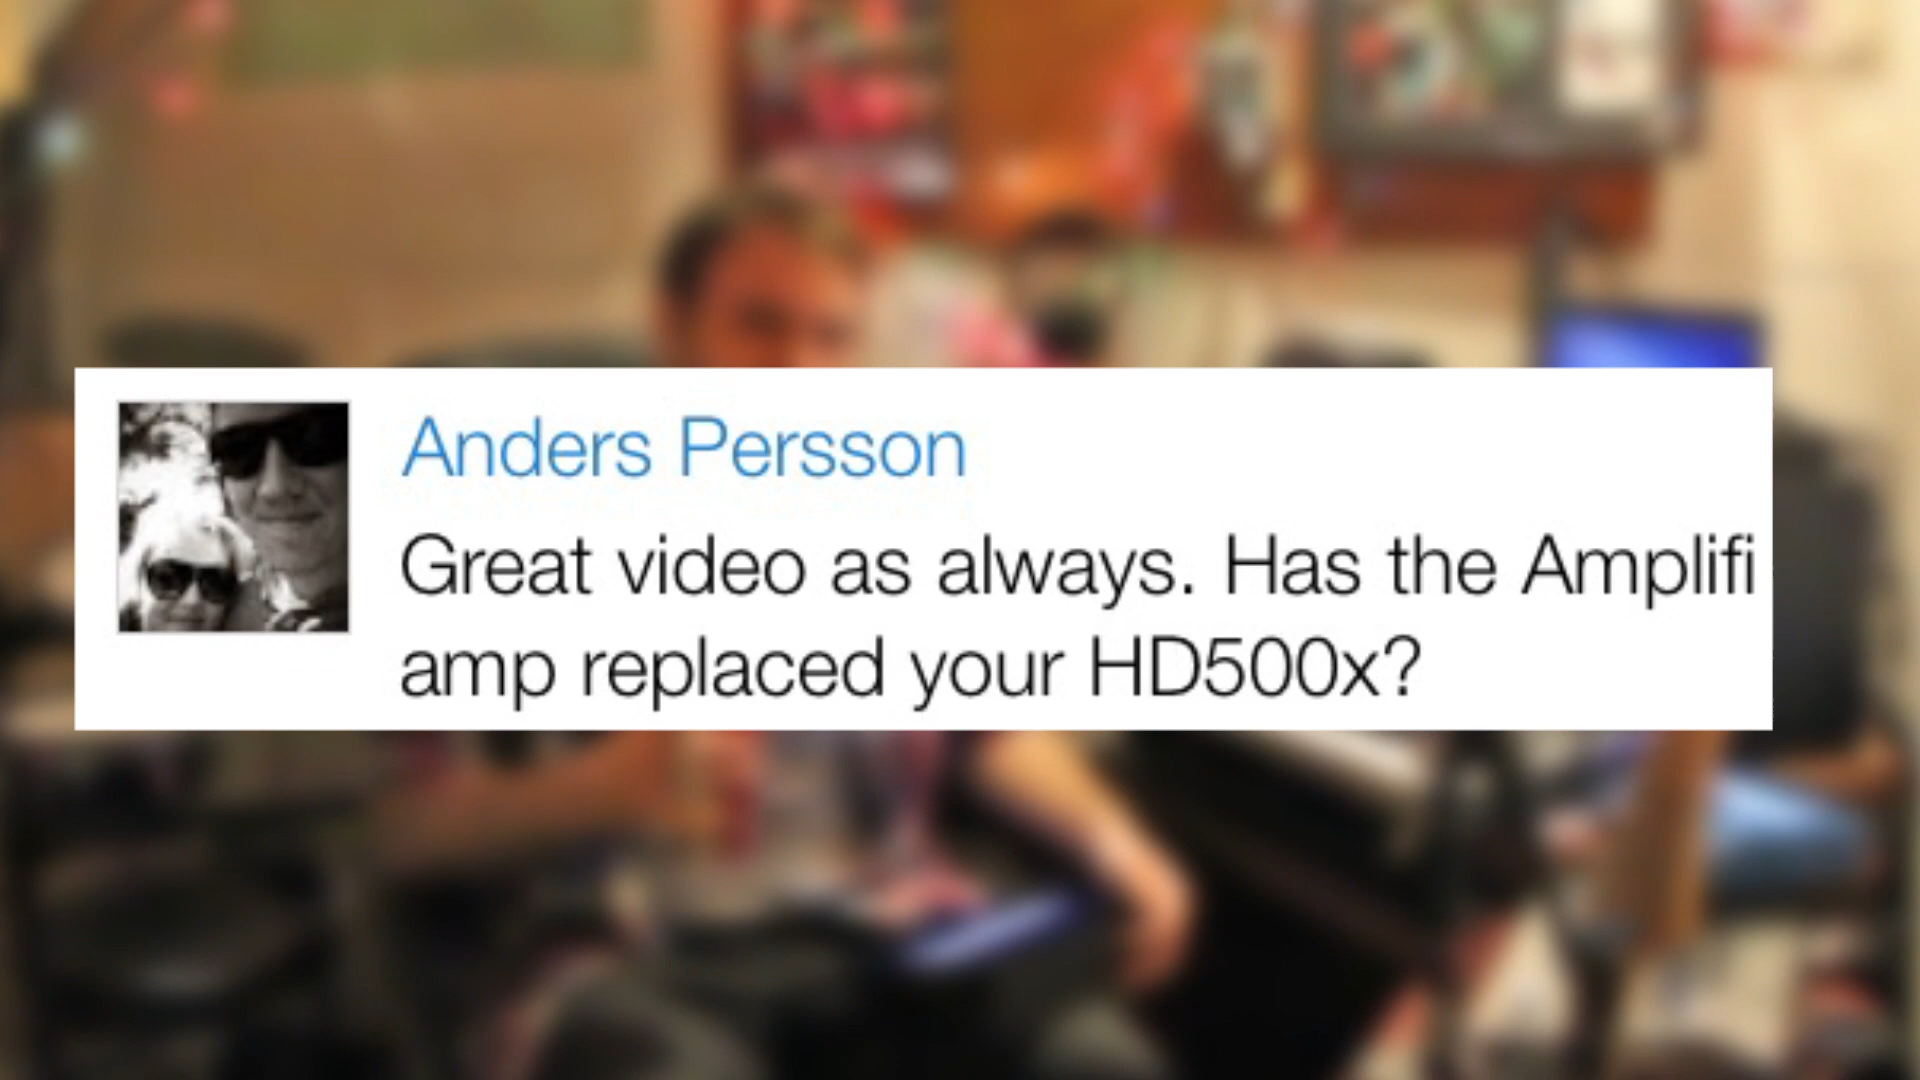 Anders Persson
Great video as always. Has the Amplifi
amp replaced your HD500x?